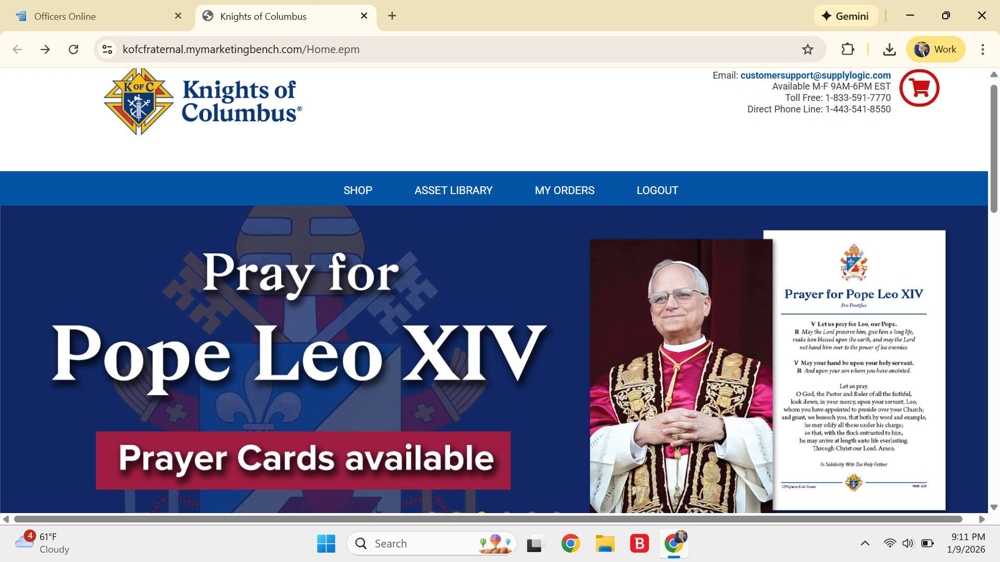 Officers Online
Knights of Columbus
Gemini
kofcfraternal.mymarketingbench.com/Home.epm
Work
K OF C
Knights of
Columbus®
Email: customersupport@supplylogic.com
Available M-F 9AM-6PM EST
Toll Free: 1-833-591-7770
Direct Phone Line: 1-443-541-8550
SHOP
ASSET LIBRARY
MY ORDERS
LOGOUT
Pray for
Pope Leo XIV
Prayer Cards available
Prayer for Pope Leo XIV
Pro Pontifice
V Let us pray for Leo, our Pope.
R May the Lord preserve him, give him a long life,
make him blessed upon the earth, and may the Lord
not hand him over to the power of his enemies.
V May your hand be upon your holy servant.
R And upon your son whom you have anointed.
Let us pray.
O God, the Pastor and Ruler of all the faithful,
look down, in your mercy, upon your servant, Leo,
whom you have appointed to preside over your Church;
and grant, we beseech you, that both by word and example,
he may edify all those under his charge;
so that, with the flock entrusted to him,
he may arrive at length unto life everlasting.
Through Christ our Lord. Amen.
In Solidarity With Our Holy Father
CNS photo/Lola Gomez
11838 6/25
4
61°F
Cloudy
Search
B
9:11 PM
1/9/2026